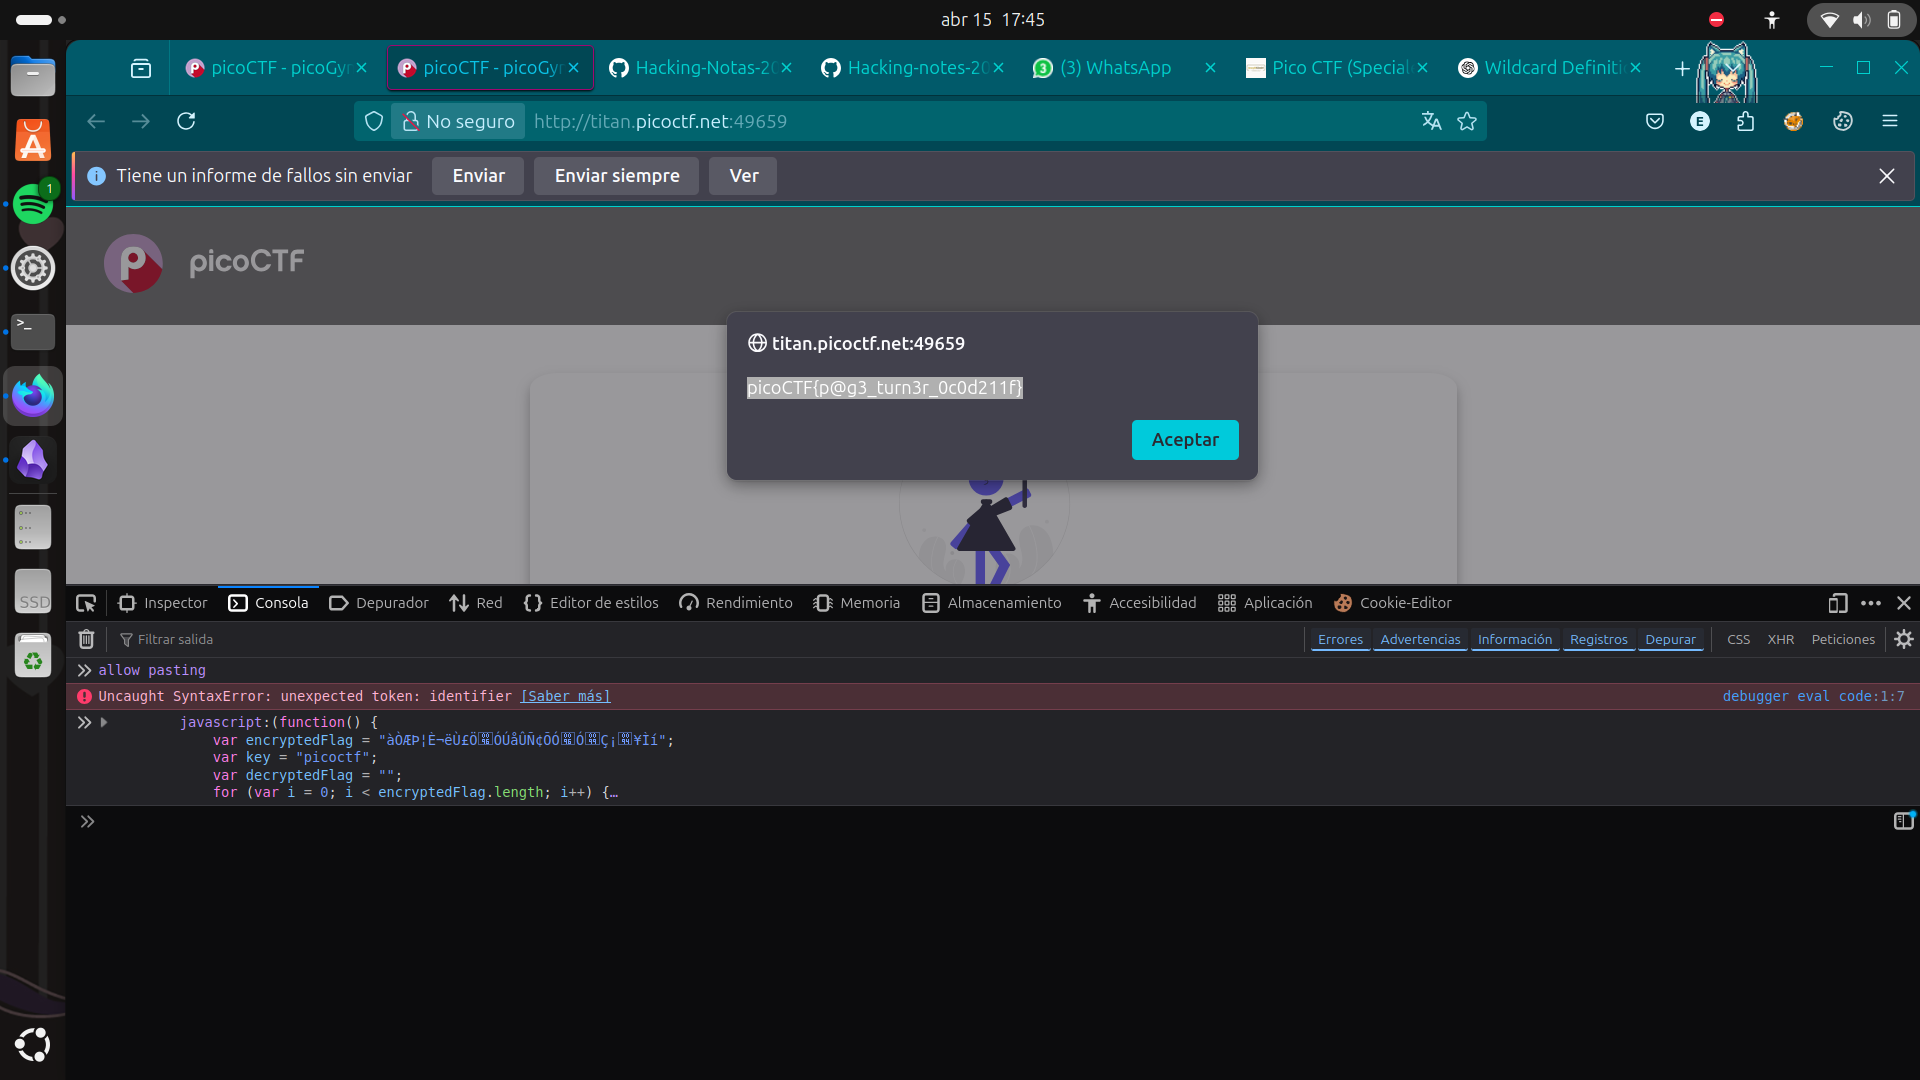 abr 15 17:45
picoCTF - picoGyr
picoCTF - picoGyr
Hacking-Notas-20
Hacking-notes-20
(3) WhatsApp
Pico CTF (Special
Wildcard Definiti
No seguro
http://titan.picoctf.net:49659
E
Tiene un informe de fallos sin enviar
Enviar
Enviar siempre
Ver
1
picoCTF
titan.picoctf.net:49659
picoCTF{p@g3_turn3r_0c0d211f}
Aceptar
SSD
Inspector
Consola
Depurador
Red
Editor de estilos
Rendimiento
Memoria
Almacenamiento
Accesibilidad
Aplicación
Cookie-Editor
Filtrar salida
Errores
Advertencias
Información
Registros
Depurar
CSS
XHR
Peticiones
allow pasting
Uncaught SyntaxError: unexpected token: identifier [Saber más]
debugger eval code:1:7
javascript:(function() {
var encryptedFlag = "àÒÆÞ¦È¬ëÙ£ÖÓÚåÛÑ¢ÕÓÓÇ¡¥Ìí";
var key = "picoctf";
var decryptedFlag = "";
for (var i = 0; i < encryptedFlag.length; i++) {…